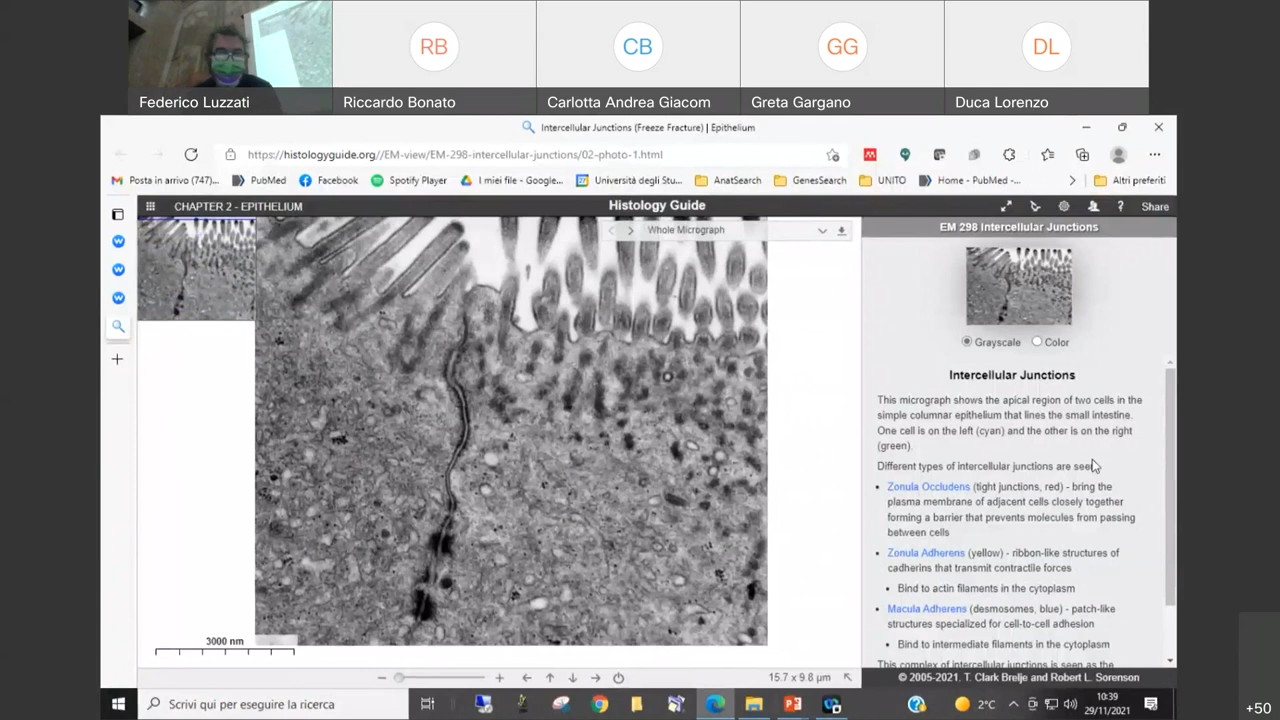 RB
CB
GG
DL
Federico Luzzati
Riccardo Bonato
Carlotta Andrea Giacom
Greta Gargano
Duca Lorenzo
Intercellular Junctions (Freeze Fracture) | Epithelium
https://histologyguide.org//EM-view/EM-298-intercellular-junctions/02-photo-1.html
Posta in arrivo (747)...
PubMed
Facebook
Spotify Player
I miei file - Google...
Università degli Stu...
AnatSearch
GenesSearch
UNITO
Home - PubMed -...
Altri preferiti
CHAPTER 2 - EPITHELIUM
Histology Guide
Share
Whole Micrograph
EM 298 Intercellular Junctions
Grayscale
Color
Intercellular Junctions
This micrograph shows the apical region of two cells in the
simple columnar epithelium that lines the small intestine.
One cell is on the left (cyan) and the other is on the right
(green).
Different types of intercellular junctions are seen
• Zonula Occludens (tight junctions, red) - bring the
plasma membrane of adjacent cells closely together
forming a barrier that prevents molecules from passing
between cells
• Zonula Adherens (yellow) - ribbon-like structures of
cadherins that transmit contractile forces
• Bind to actin filaments in the cytoplasm
• Macula Adherens (desmosomes, blue) - patch-like
structures specialized for cell-to-cell adhesion
• Bind to intermediate filaments in the cytoplasm
This complex of intercellular junctions is seen as the
3000 nm
15.7 x 9.8 µm
© 2005-2021. T. Clark Brelje and Robert L. Sorenson
Scrivi qui per eseguire la ricerca
2°C
10:39
29/11/2021
+50